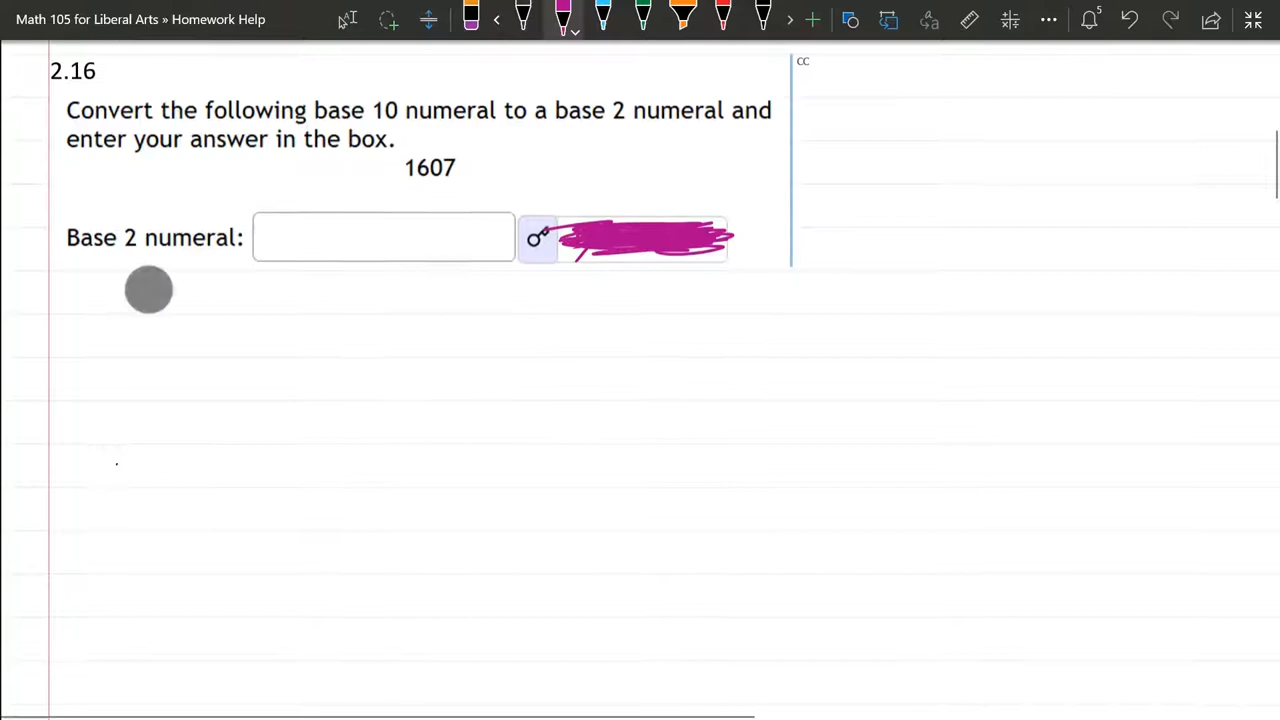 Math 105 for Liberal Arts » Homework Help
5
2.16
cc
Convert the following base 10 numeral to a base 2 numeral and
enter your answer in the box.
1607
Base 2 numeral: